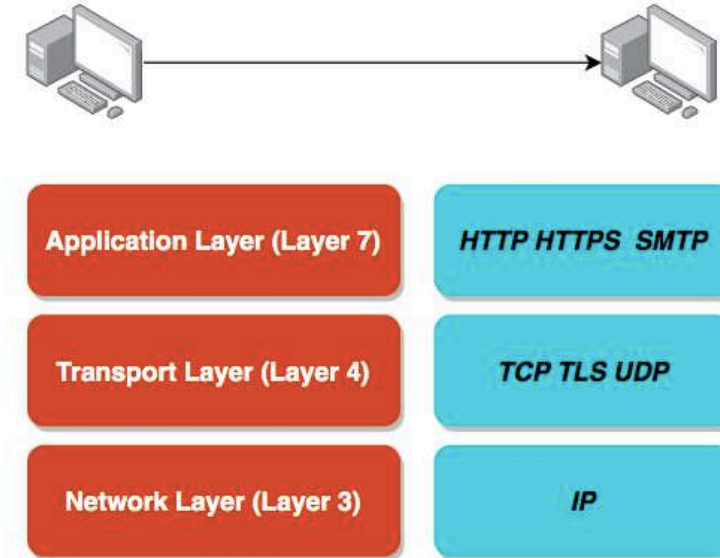 Application Layer (Layer 7)
HTTP HTTPS SMTP
Transport Layer (Layer 4)
TCP TLS UDP
Network Layer (Layer 3)
IP